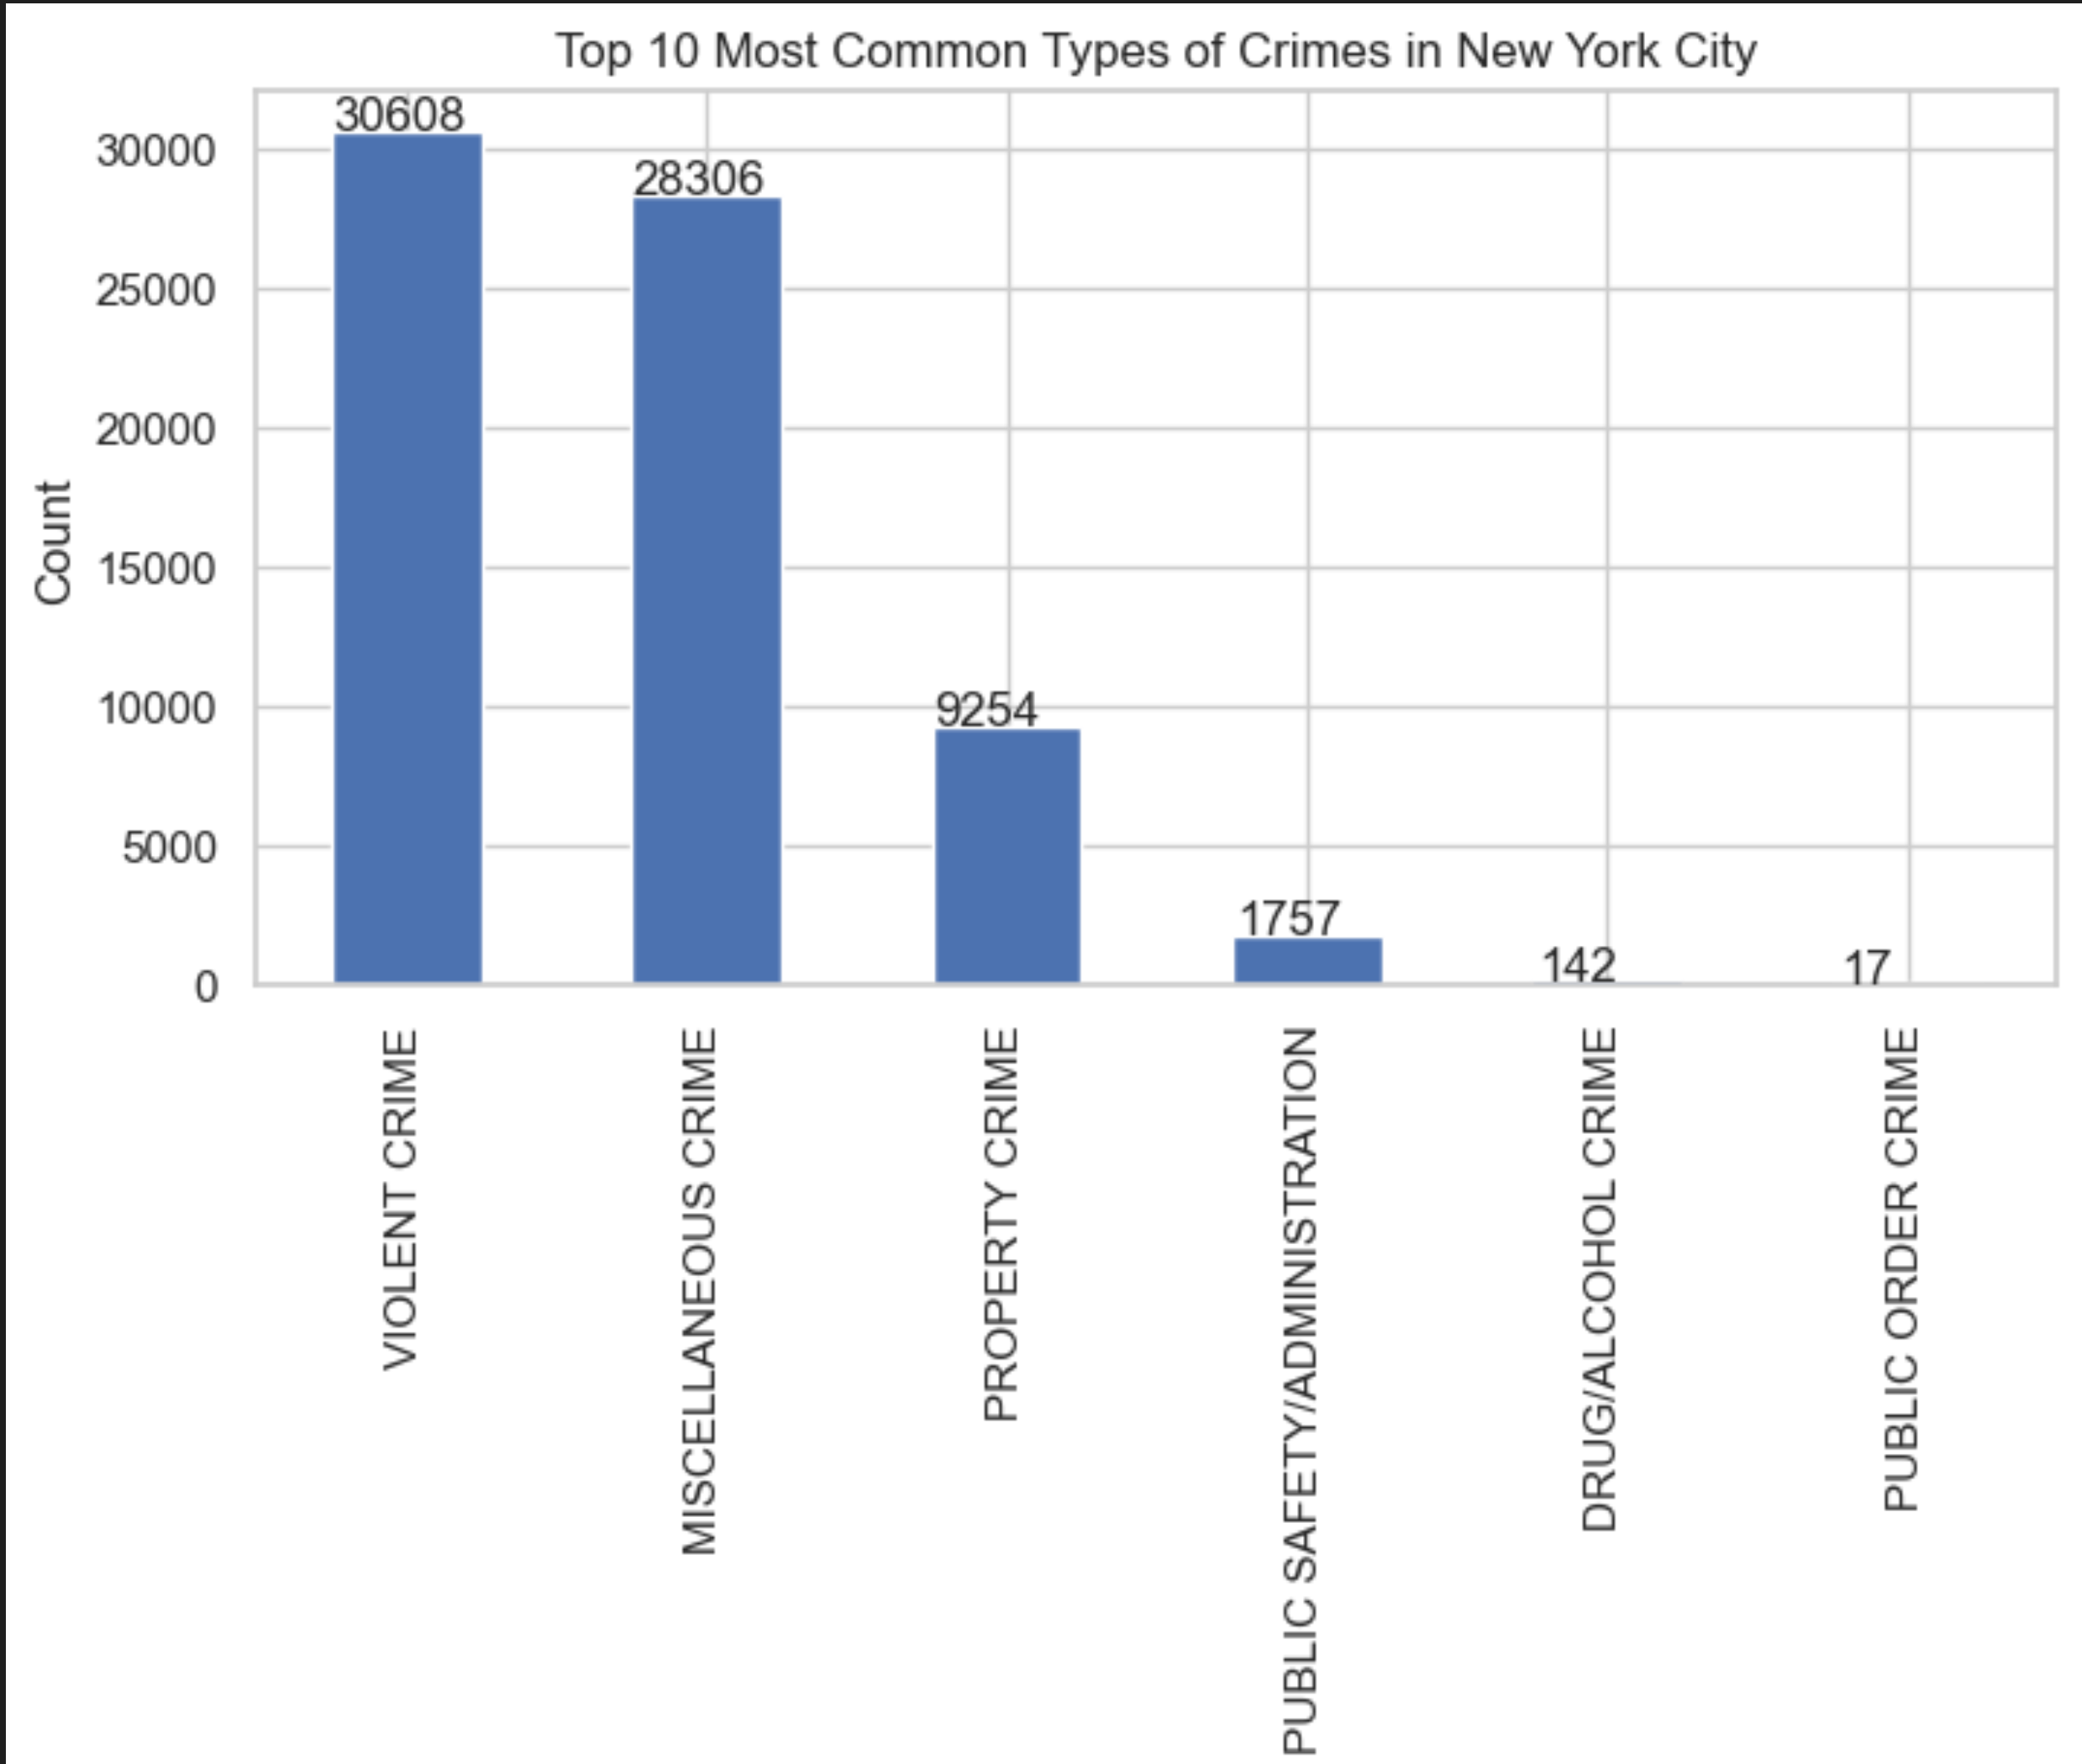 Top 10 Most Common Types of Crimes in New York City
30608
30000
28306
25000
20000
Count
15000
10000
9254
5000
1757
142
17
0
VIOLENT CRIME
MISCELLANEOUS CRIME
PROPERTY CRIME
PUBLIC SAFETY/ADMINISTRATION
DRUG/ALCOHOL CRIME
PUBLIC ORDER CRIME